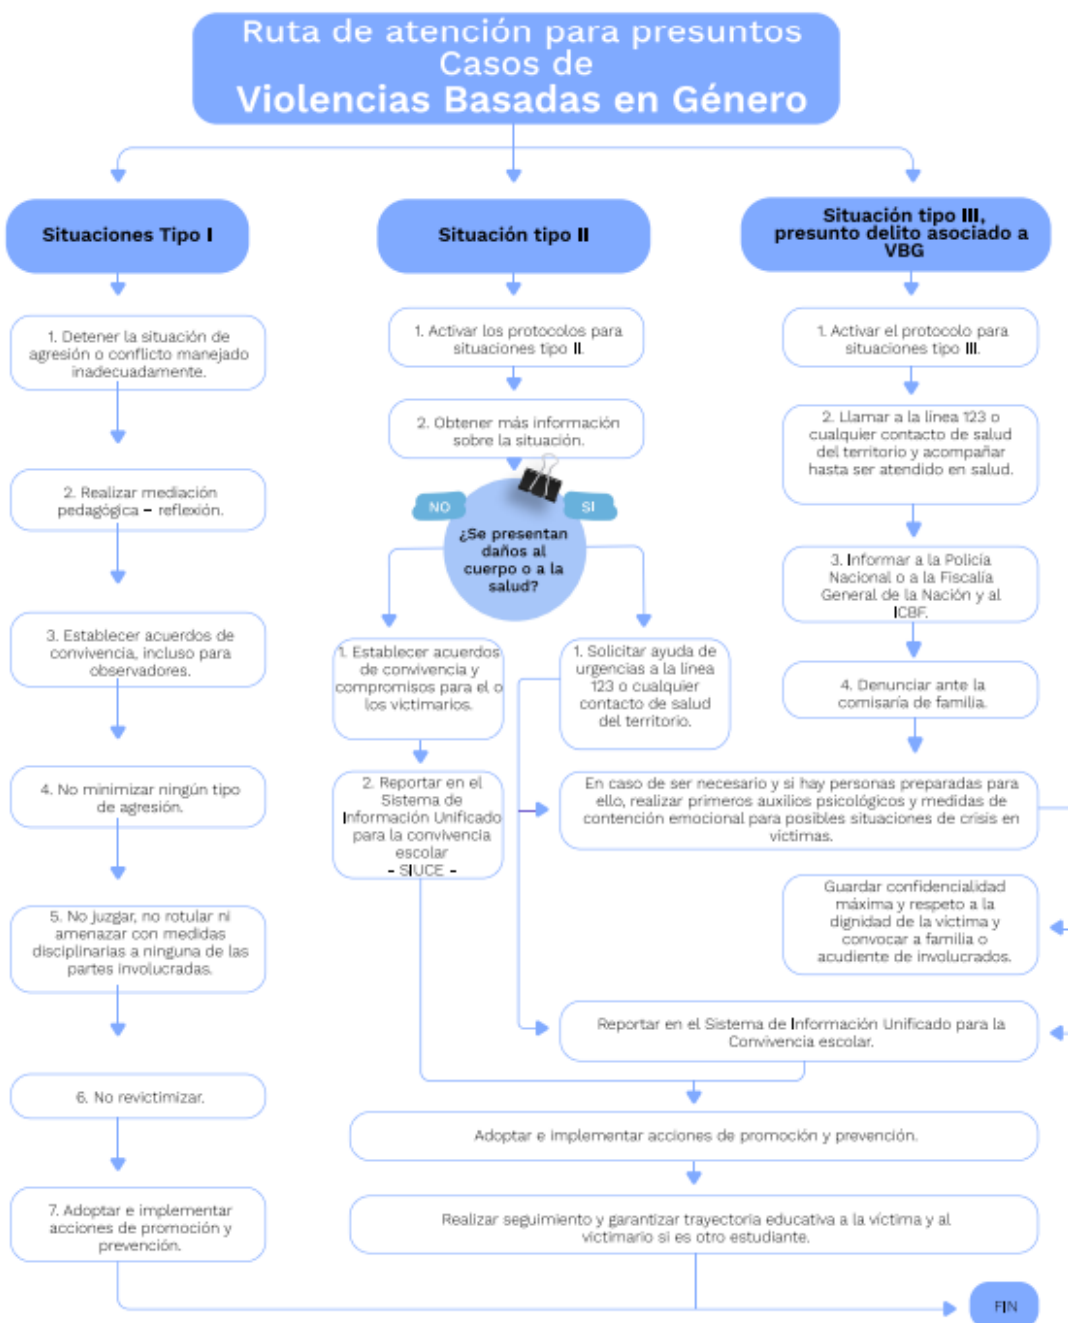 Ruta de atención para presuntos
Casos de
Violencias Basadas en Género
Situaciones Tipo I
1. Detener la situación de
agresión o conflicto manejado
inadecuadamente.
2. Realizar mediación
pedagógica – reflexión.
3. Establecer acuerdos de
convivencia, incluso para
observadores.
4. No minimizar ningún tipo
de agresión.
5. No juzgar, no rotular ni
amenazar con medidas
disciplinarias a ninguna de las
partes involucradas.
6. No revictimizar.
7. Adoptar e implementar
acciones de promoción y
prevención.
Situación tipo II
1. Activar los protocolos para
situaciones tipo II.
2. Obtener más información
sobre la situación.
NO
SI
¿Se presentan
daños al
cuerpo o a la
salud?
1. Establecer acuerdos
de convivencia y
compromisos para el o
los victimarios.
2. Reportar en el
Sistema de
Información Unificado
para la convivencia
escolar
- SIUCE -
1. Solicitar ayuda de
urgencias a la línea
123 o cualquier
contacto de salud
del territorio.
Situación tipo III,
presunto delito asociado a
VBG
1. Activar el protocolo para
situaciones tipo III.
2. Llamar a la línea 123 o
cualquier contacto de salud
del territorio y acompañar
hasta ser atendido en salud.
3. Informar a la Policía
Nacional o a la Fiscalía
General de la Nación y al
ICBF.
4. Denunciar ante la
comisaría de familia.
En caso de ser necesario y si hay personas preparadas para
ello, realizar primeros auxilios psicológicos y medidas de
contención emocional para posibles situaciones de crisis en
víctimas.
Guardar confidencialidad
máxima y respeto a la
dignidad de la víctima y
convocar a familia o
acudiente de involucrados.
Reportar en el Sistema de Información Unificado para la
Convivencia escolar.
Adoptar e implementar acciones de promoción y prevención.
Realizar seguimiento y garantizar trayectoria educativa a la víctima y al
victimario si es otro estudiante.
FIN